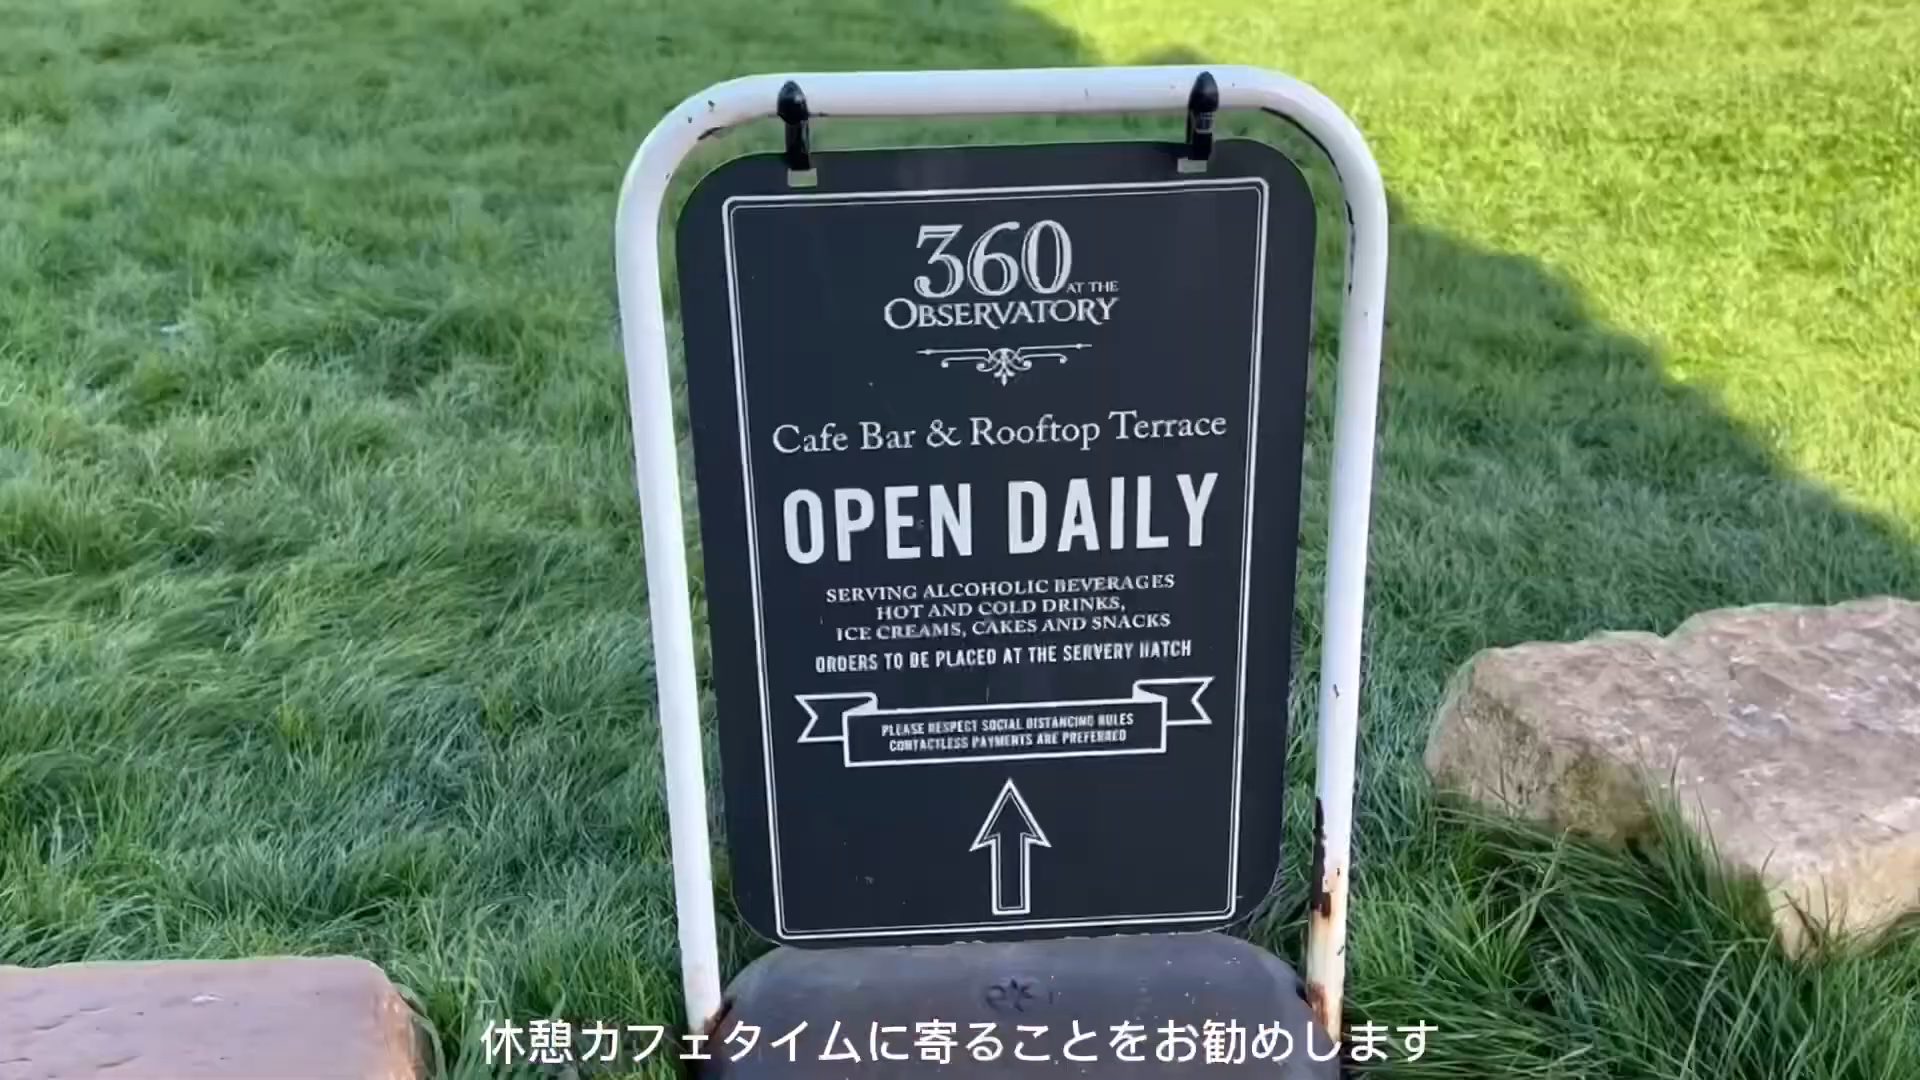 360
AT THE
OBSERVATORY
Cafe Bar & Rooftop Terrace
OPEN DAILY
SERVING ALCOHOLIC BEVERAGES
HOT AND COLD DRINKS,
ICE CREAMS, CAKES AND SNACKS
ORDERS TO BE PLACED AT THE SERVERY HATCH
PLEASE RESPECT SOCIAL DISTANCING RULES
CONTACTLESS PAYMENTS ARE PREFERRED
休憩カフェタイムに寄ることをお勧めします